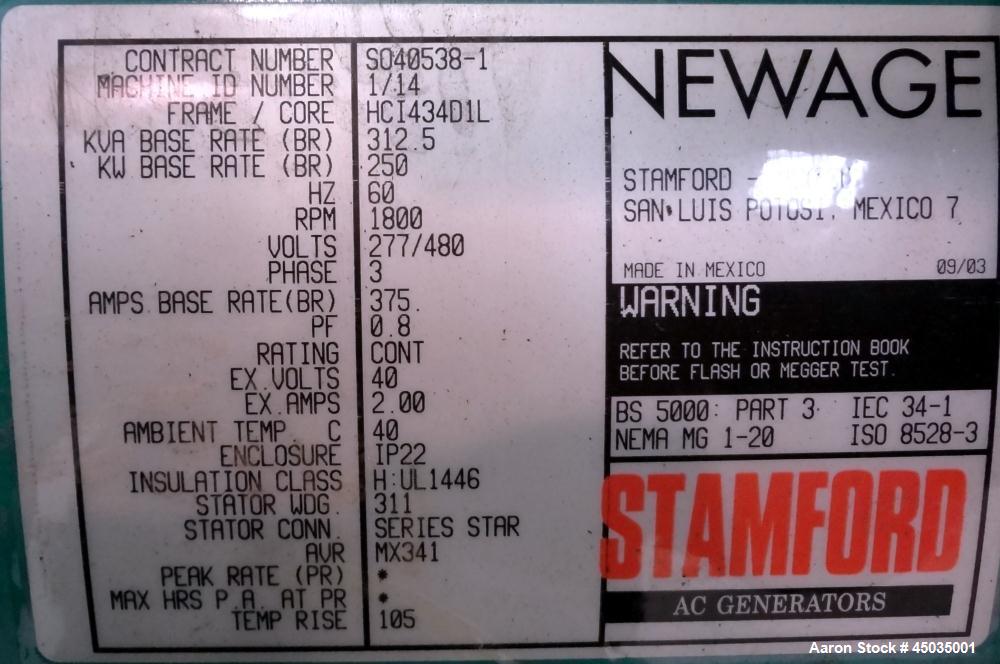 CONTRACT NUMBER SO40538-1
MACHINE ID NUMBER 1/14
FRAME / CORE HCI434D1L
KVA BASE RATE (BR) 312.5
KW BASE RATE (BR) 250
HZ 60
RPM 1800
VOLTS 277/480
PHASE 3
AMPS BASE RATE(BR) 375.
PF 0.8
RATING CONT
EX.VOLTS 40
EX.AMPS 2.00
AMBIENT TEMP. C 40
ENCLOSURE IP22
INSULATION CLASS H:UL1446
STATOR WDG. 311
STATOR CONN. SERIES STAR
AVR MX341
PEAK RATE (PR) *
MAX HRS P.A. AT PR *
TEMP RISE 105
NEWAGE
STAMFORD -
SAN LUIS POTOSI, MEXICO 7
MADE IN MEXICO 09/03
WARNING
REFER TO THE INSTRUCTION BOOK
BEFORE FLASH OR MEGGER TEST.
BS 5000: PART 3 IEC 34-1
NEMA MG 1-20 ISO 8528-3
STAMFORD
AC GENERATORS
Aaron Stock # 45035001